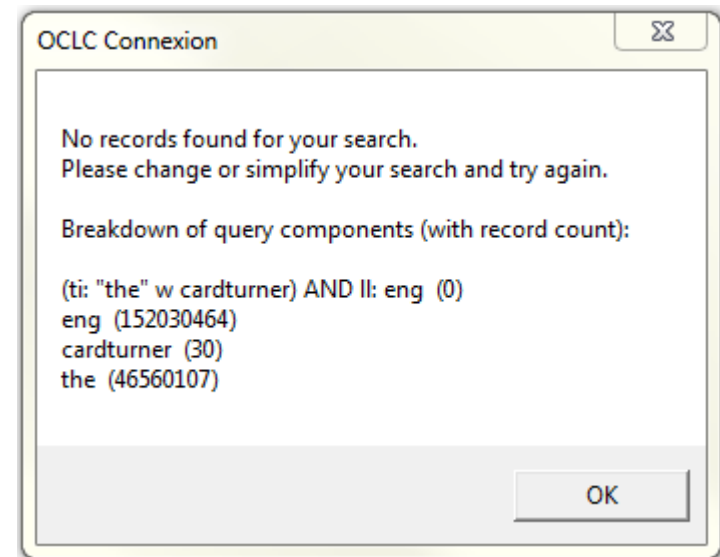 OCLC Connexion
No records found for your search.
Please change or simplify your search and try again.
Breakdown of query components (with record count):
(ti: "the" w cardturner) AND ll: eng (0)
eng (152030464)
cardturner (30)
the (46560107)
OK